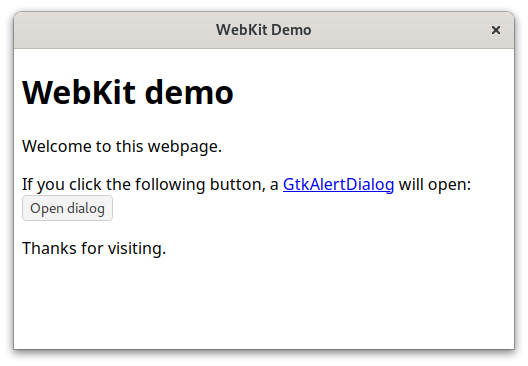 WebKit Demo
WebKit demo
Welcome to this webpage.
If you click the following button, a GtkAlertDialog will open:
Open dialog
Thanks for visiting.